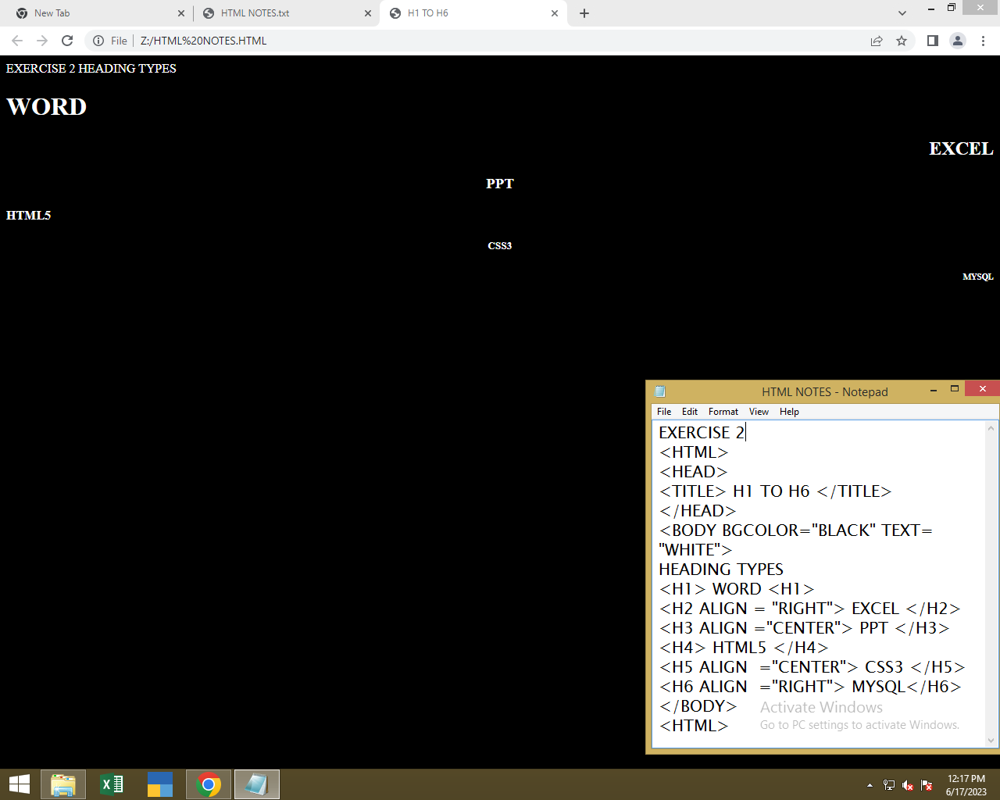 New Tab
HTML NOTES.txt
H1 TO H6
File
Z:/HTML%20NOTES.HTML
EXERCISE 2 HEADING TYPES
WORD
EXCEL
PPT
HTML5
CSS3
MYSQL
HTML NOTES - Notepad
File Edit Format View Help
EXERCISE 2
<HTML>
<HEAD>
<TITLE> H1 TO H6 </TITLE>
</HEAD>
<BODY BGCOLOR="BLACK" TEXT=
"WHITE">
HEADING TYPES
<H1> WORD <H1>
<H2 ALIGN = "RIGHT"> EXCEL </H2>
<H3 ALIGN ="CENTER"> PPT </H3>
<H4> HTML5 </H4>
<H5 ALIGN  ="CENTER"> CSS3 </H5>
<H6 ALIGN  ="RIGHT"> MYSQL</H6>
</BODY>
<HTML>
Activate Windows
Go to PC settings to activate Windows.
12:17 PM
6/17/2023